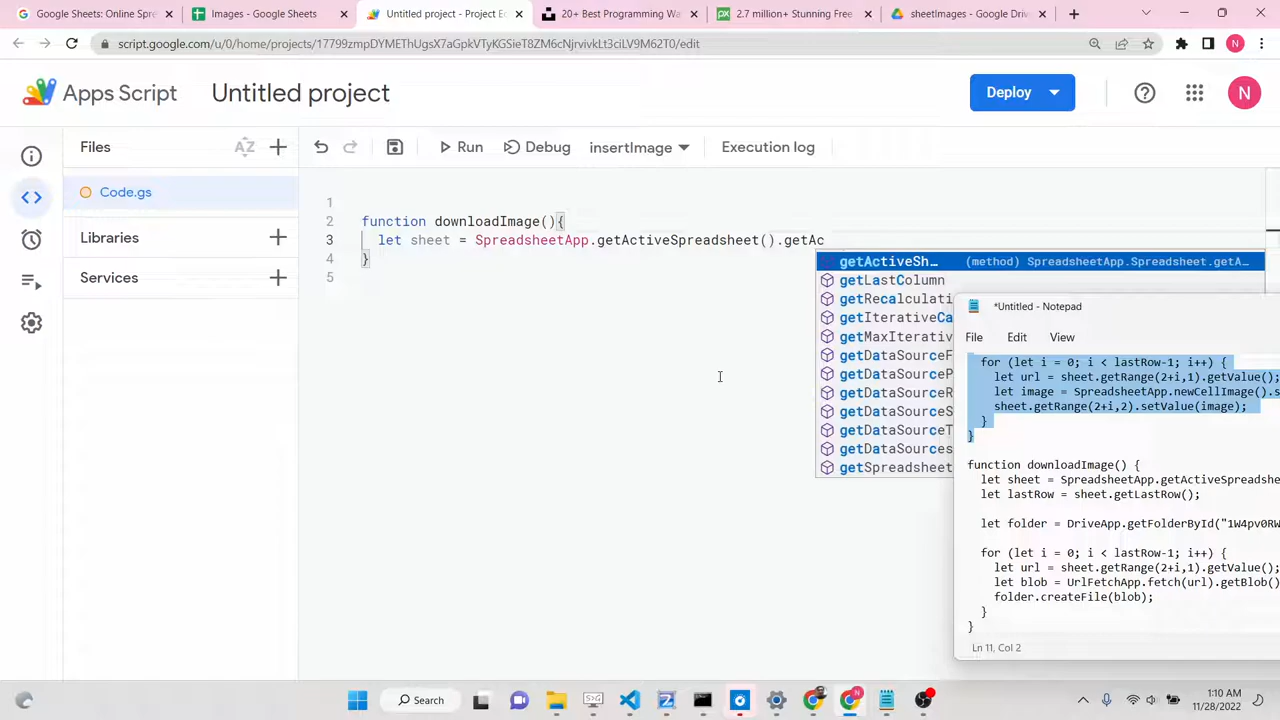 Google Sheets: Online Spre
Images - Google Sheets
Untitled project - Project Ed
20+ Best Programming Wa
2.7 million+ Stunning Free
sheetImages - Google Driv
script.google.com/u/0/home/projects/17799zmpDYMEThUgsX7aGpkYTyKGSieT87M6cNjrvivkLt3ciLV9M62T0/edit
N
Apps Script
Untitled project
Deploy
N
Files
AZ
Run
Debug
insertImage
Execution log
Code.gs
Libraries
Services
1
2 function downloadImage(){
3 let sheet = SpreadsheetApp.getActiveSpreadsheet().getAc
4 }
5
getActiveSh… (method) SpreadsheetApp.Spreadsheet.getA…
getLastColumn
getRecalculati
getIterativeCa
getMaxIterativ
getDataSourceF
getDataSourceP
getDataSourceR
getDataSourceS
getDataSourceT
getDataSources
getSpreadsheet
*Untitled - Notepad
File Edit View
for (let i = 0; i < lastRow-1; i++) {
let url = sheet.getRange(2+i,1).getValue();
let image = SpreadsheetApp.newCellImage().s
sheet.getRange(2+i,2).setValue(image);
}
}
function downloadImage() {
let sheet = SpreadsheetApp.getActiveSpreadshe
let lastRow = sheet.getLastRow();
let folder = DriveApp.getFolderById("1W4pv0RW
for (let i = 0; i < lastRow-1; i++) {
let url = sheet.getRange(2+i,1).getValue();
let blob = UrlFetchApp.fetch(url).getBlob()
folder.createFile(blob);
}
}
Ln 11, Col 2
Search
1:10 AM
11/28/2022